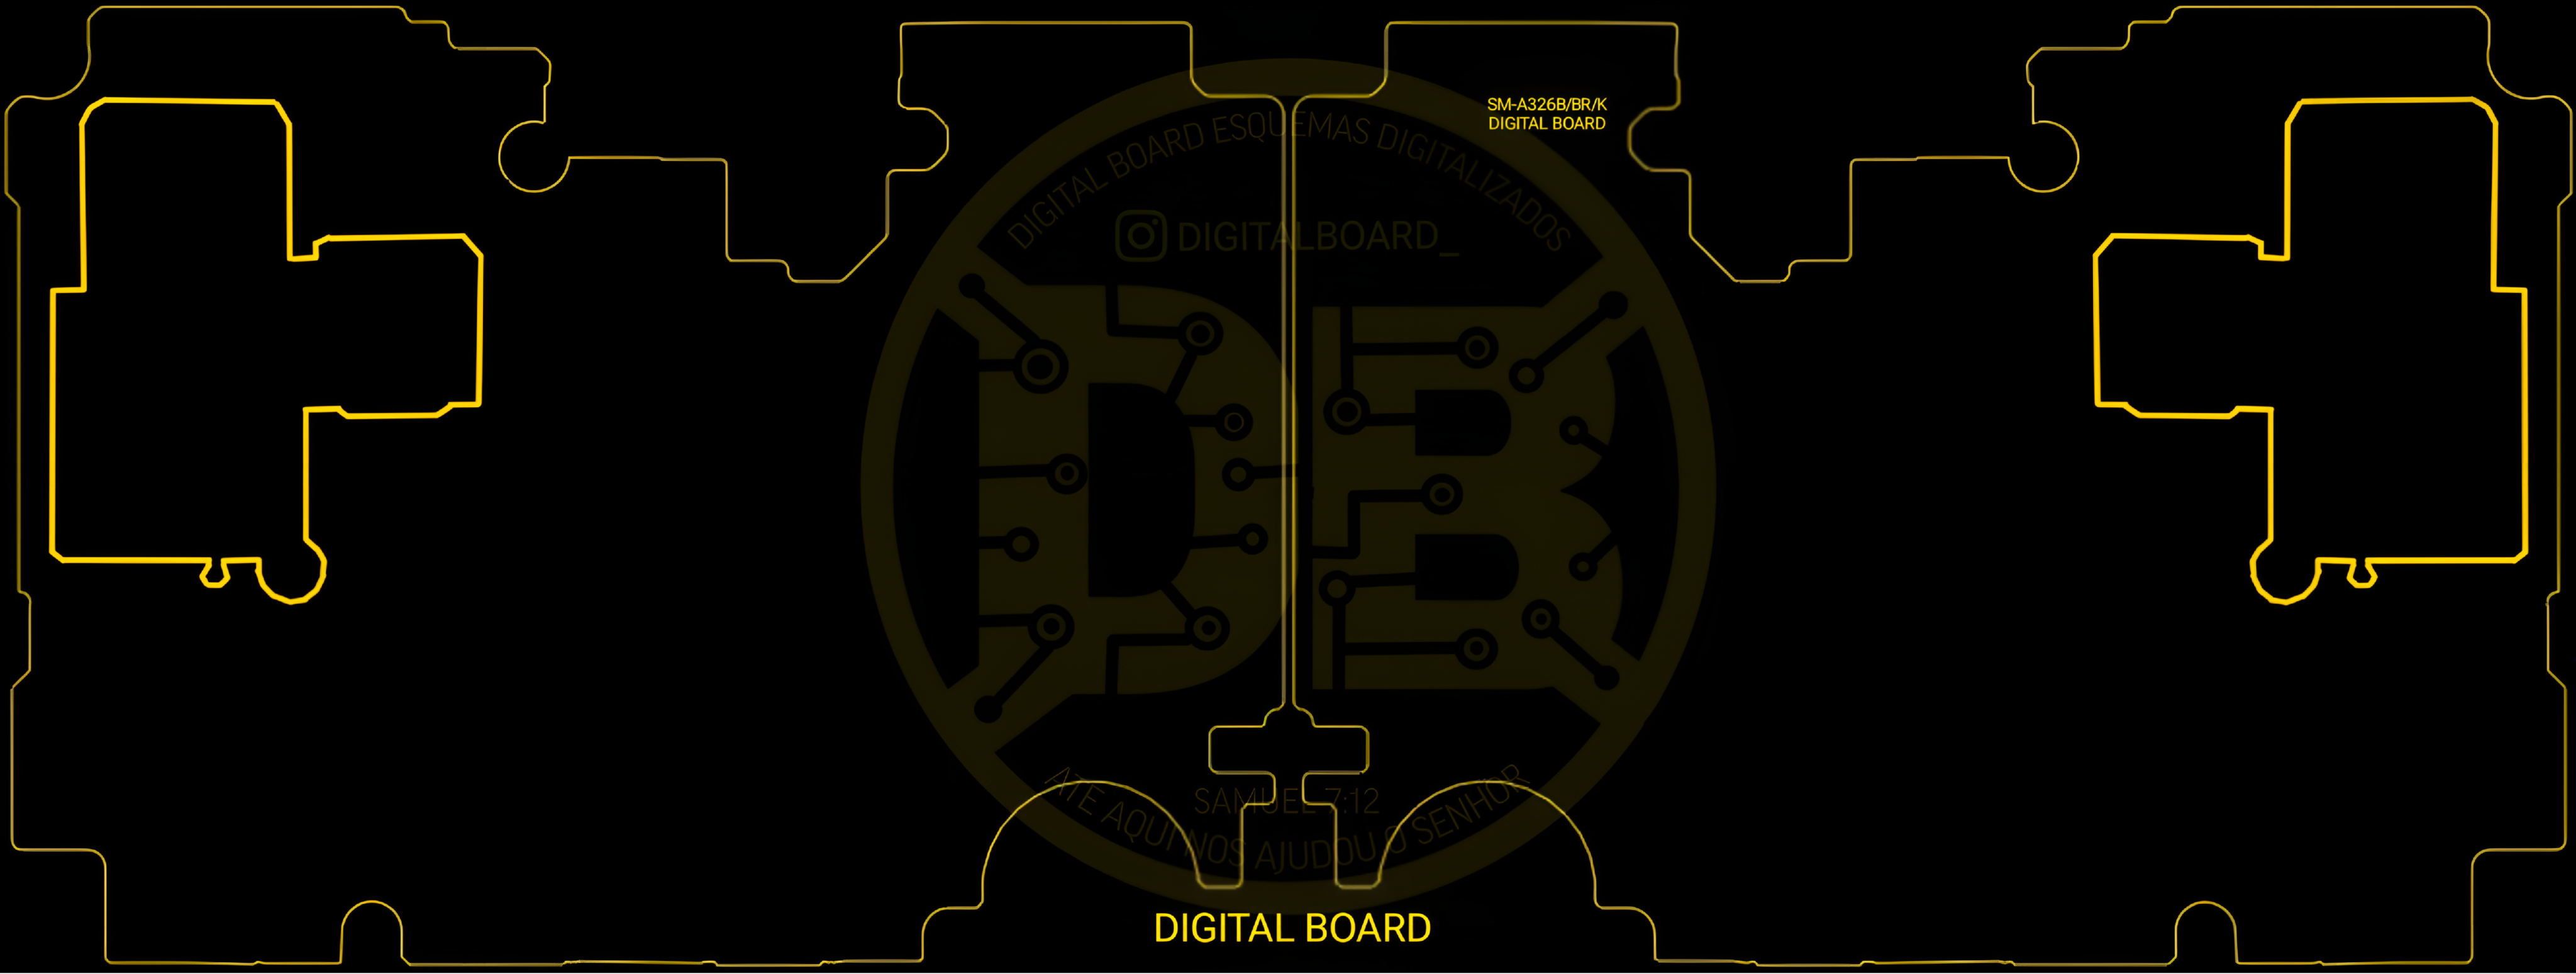 SM-A326B/BR/K
DIGITAL BOARD
DIGITAL BOARD ESQUEMAS DIGITALIZADOS
DIGITALBOARD_
SAMUEL 7:12
ATE AQUI NOS AJUDOU O SENHOR
DIGITAL BOARD